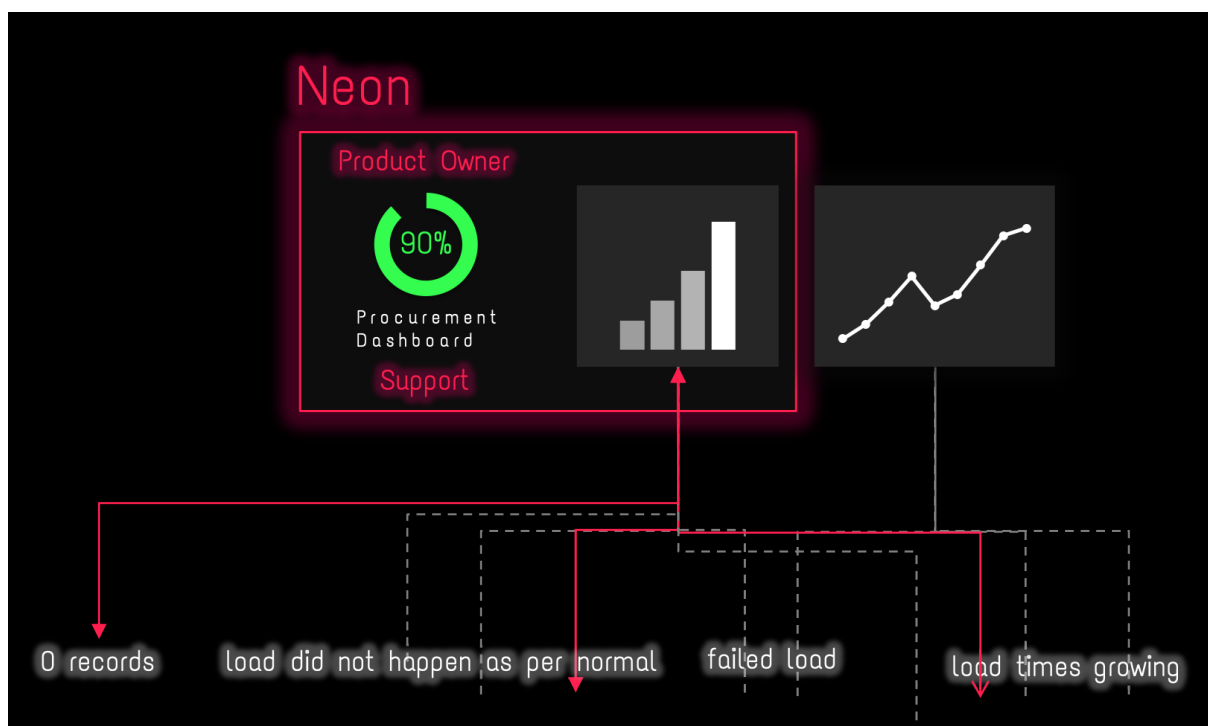 Neon
Product Owner
90%
Procurement
Dashboard
Support
0 records
load did not happen as per normal
failed load
load times growing